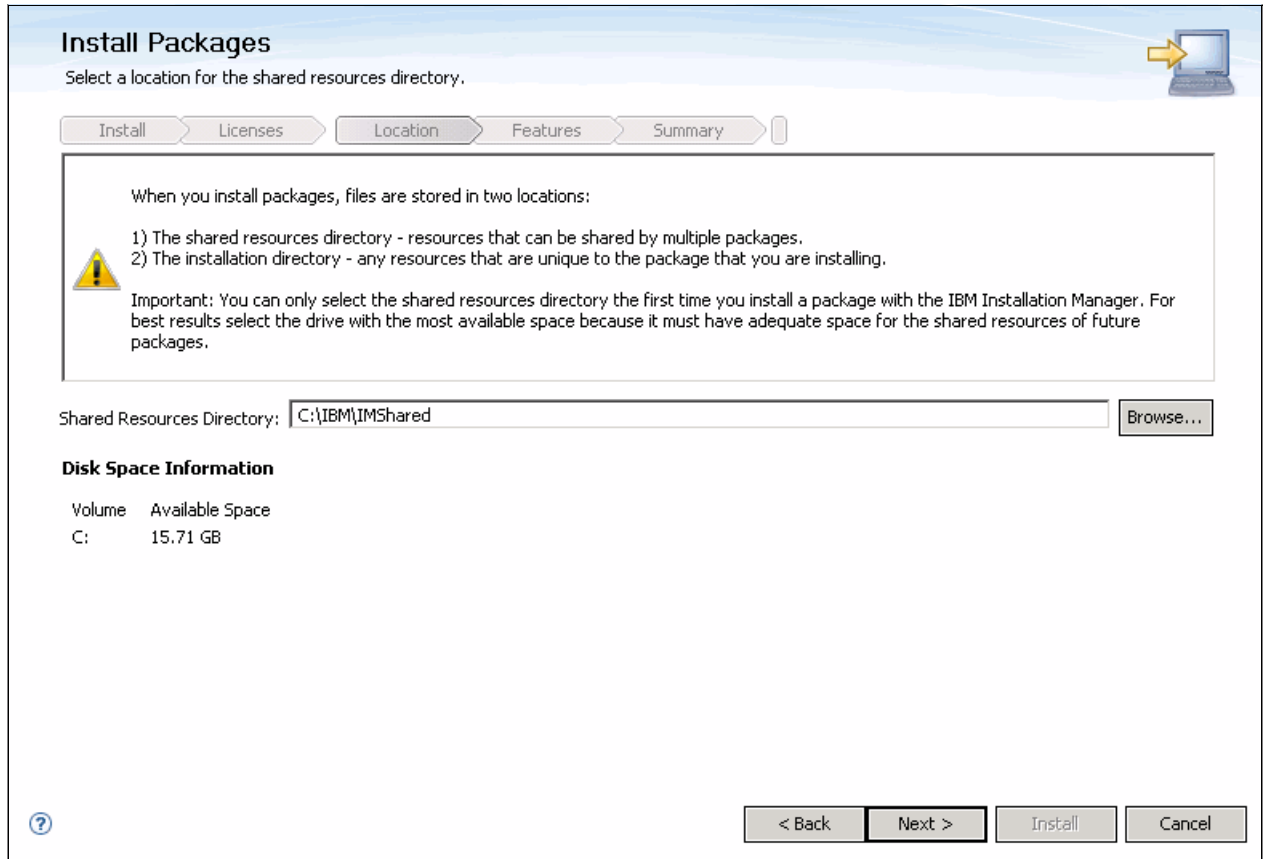 Install Packages
Select a location for the shared resources directory.
Install Licenses Location Features Summary
When you install packages, files are stored in two locations:
1) The shared resources directory - resources that can be shared by multiple packages.
2) The installation directory - any resources that are unique to the package that you are installing.
Important: You can only select the shared resources directory the first time you install a package with the IBM Installation Manager. For
best results select the drive with the most available space because it must have adequate space for the shared resources of future
packages.
Shared Resources Directory: C:\IBM\IMShared Browse...
Disk Space Information
Volume Available Space
C: 15.71 GB
? < Back Next > Install Cancel